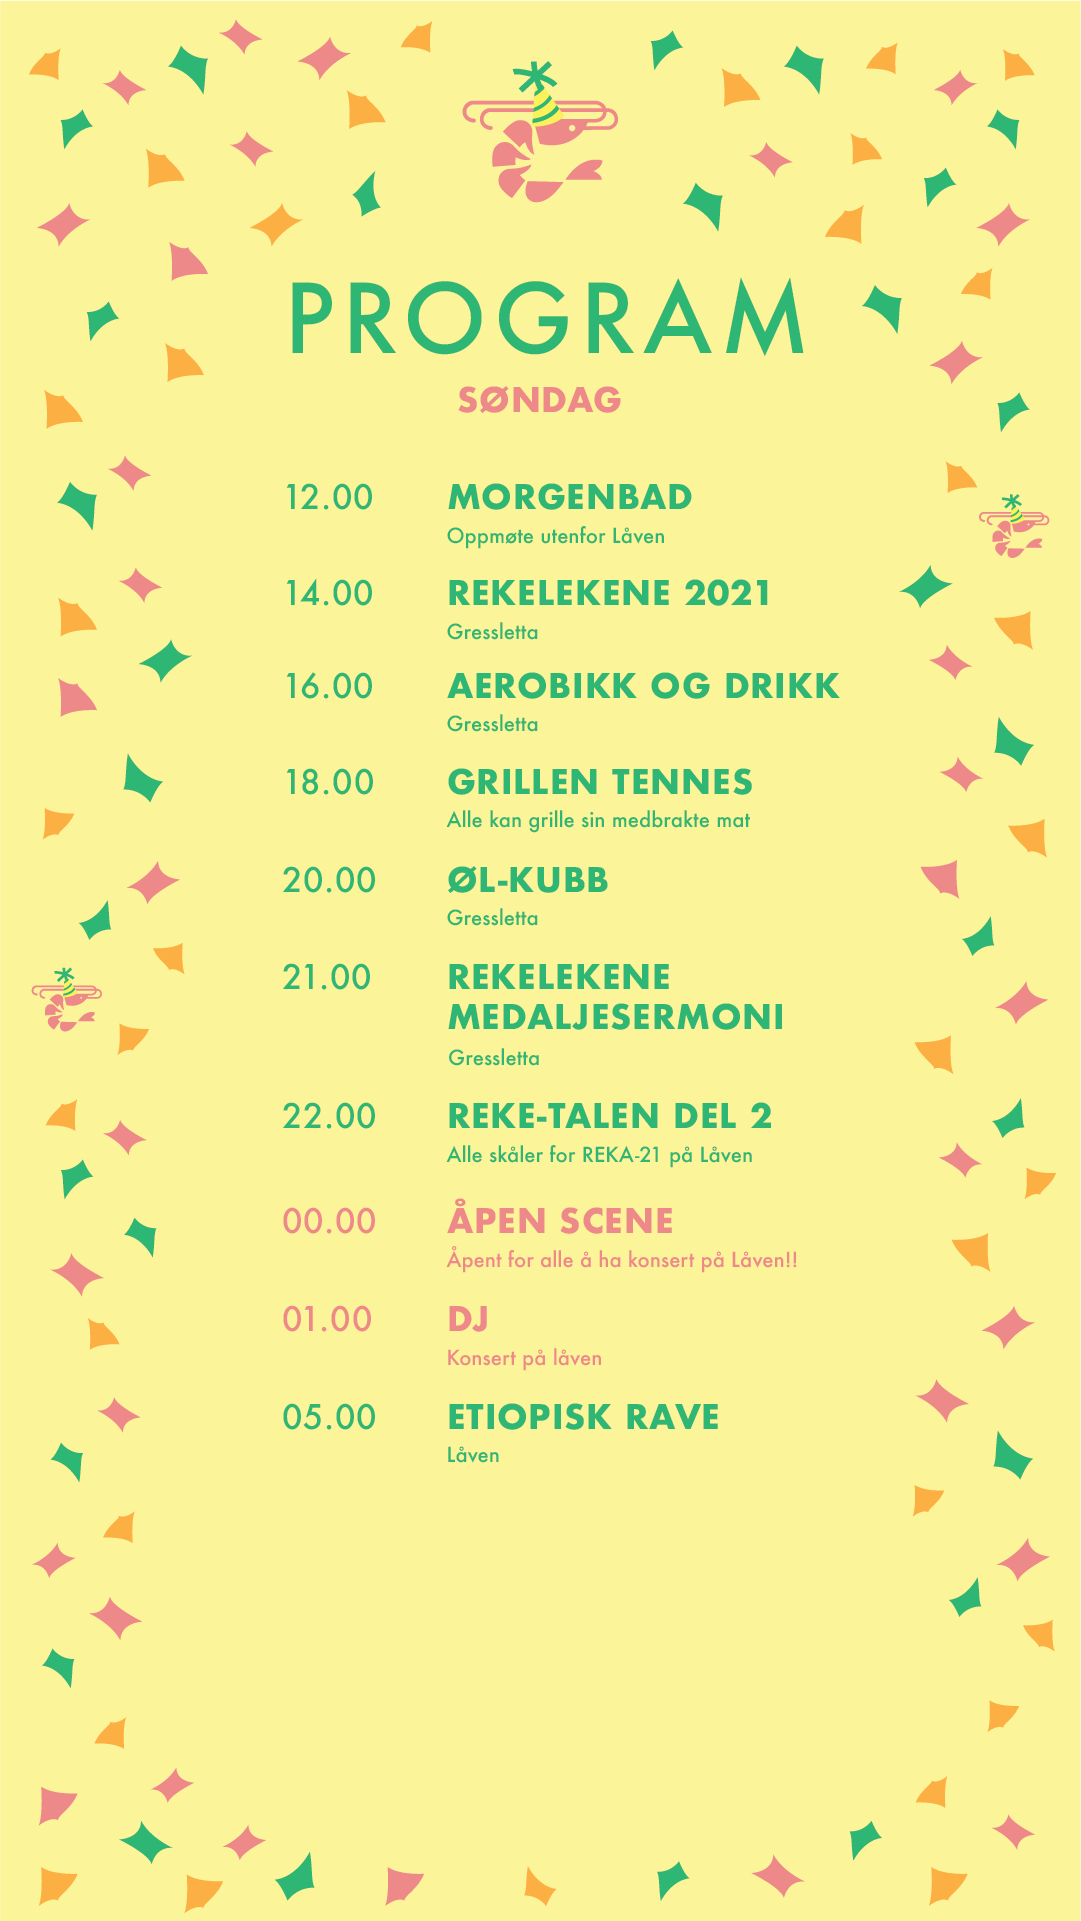 PROGRAM
SØNDAG
12.00 MORGENBAD
Oppmøte utenfor Låven
14.00 REKELEKENE 2021
Gressletta
16.00 AEROBIKK OG DRIKK
Gressletta
18.00 GRILLEN TENNES
Alle kan grille sin medbrakte mat
20.00 ØL-KUBB
Gressletta
21.00 REKELEKENE
MEDALJESERMONI
Gressletta
22.00 REKE-TALEN DEL 2
Alle skåler for REKA-21 på Låven
00.00 ÅPEN SCENE
Åpent for alle å ha konsert på Låven!!
01.00 DJ
Konsert på låven
05.00 ETIOPISK RAVE
Låven